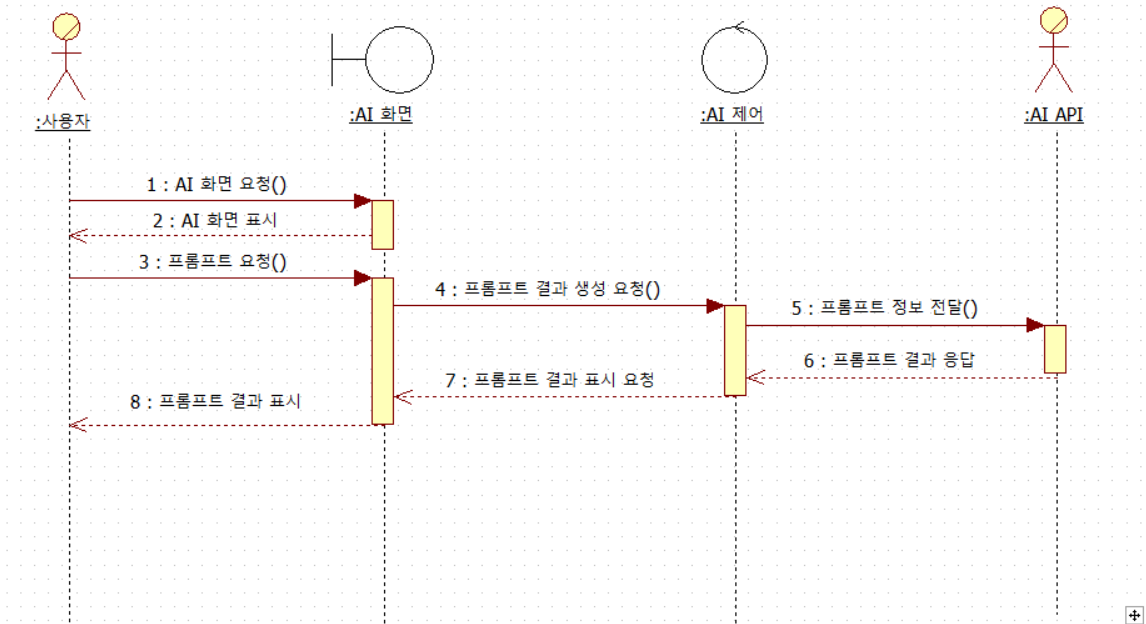 :사용자
:AI 화면
:AI 제어
:AI API
1 : AI 화면 요청()
2 : AI 화면 표시
3 : 프롬프트 요청()
4 : 프롬프트 결과 생성 요청()
5 : 프롬프트 정보 전달()
6 : 프롬프트 결과 응답
7 : 프롬프트 결과 표시 요청
8 : 프롬프트 결과 표시